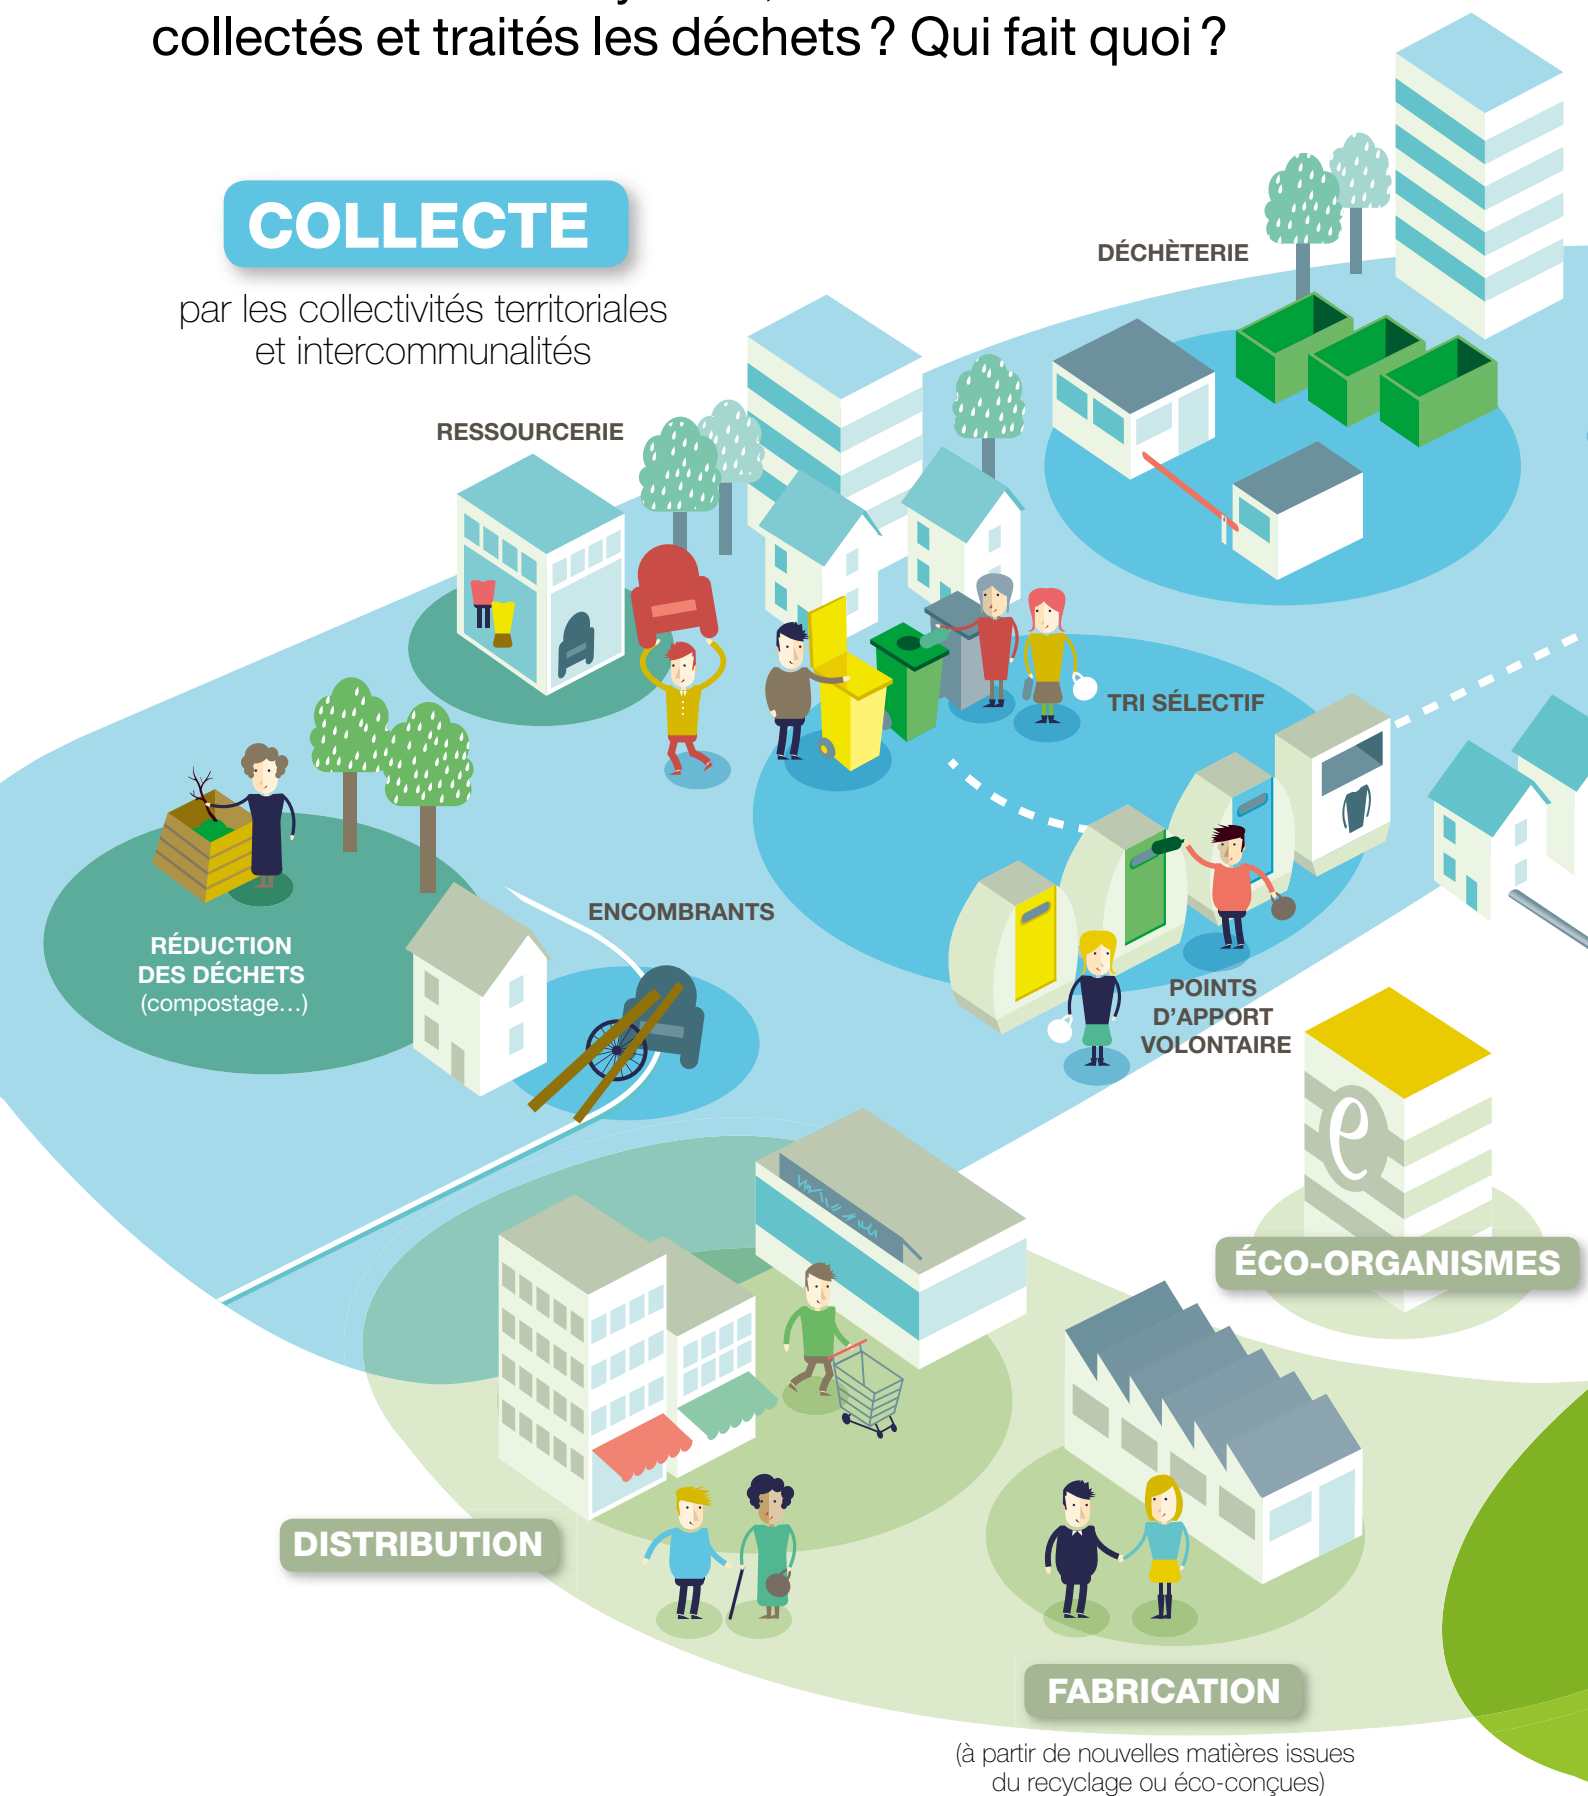 collectés et traités les déchets ? Qui fait quoi ?
COLLECTE
par les collectivités territoriales
et intercommunalités
DÉCHÈTERIE
RESSOURCERIE
TRI SÉLECTIF
ENCOMBRANTS
RÉDUCTION
DES DÉCHETS
(compostage…)
POINTS
D’APPORT
VOLONTAIRE
e
ÉCO-ORGANISMES
DISTRIBUTION
FABRICATION
(à partir de nouvelles matières issues
du recyclage ou éco-conçues)